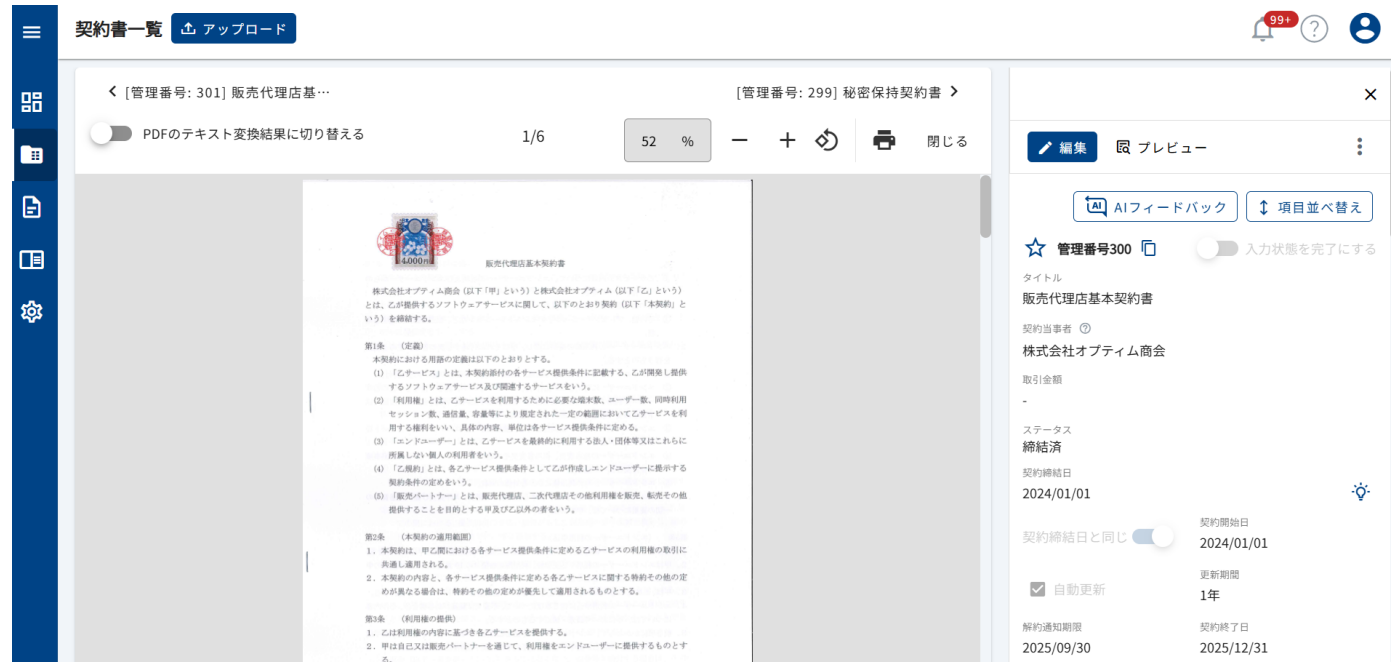 契約書一覧
アップロード
99+
[管理番号: 301] 販売代理店基…
[管理番号: 299] 秘密保持契約書
PDFのテキスト変換結果に切り替える
1/6
52 %
閉じる
4,000円
販売代理店基本契約書
株式会社オプティム商会（以下「甲」という）と株式会社オプティム（以下「乙」という）
とは、乙が提供するソフトウェアサービスに関して、以下のとおり契約（以下「本契約」と
いう）を締結する。
第1条　（定義）
本契約における用語の定義は以下のとおりとする。
(1) 「乙サービス」とは、本契約添付の各サービス提供条件に記載する、乙が開発し提供
するソフトウェアサービス及び関連するサービスをいう。
(2) 「利用権」とは、乙サービスを利用するために必要な端末数、ユーザー数、同時利用
セッション数、通信量、容量等により規定された一定の範囲において乙サービスを利
用する権利をいい、具体の内容、単位は各サービス提供条件に定める。
(3) 「エンドユーザー」とは、乙サービスを最終的に利用する法人・団体等又はこれらに
所属しない個人の利用者をいう。
(4) 「乙規約」とは、各乙サービス提供条件として乙が作成しエンドユーザーに提示する
契約条件の定めをいう。
(5) 「販売パートナー」とは、販売代理店、二次代理店その他利用権を販売、転売その他
提供することを目的とする甲及び乙以外の者をいう。
第2条　（本契約の適用範囲）
1．本契約は、甲乙間における各サービス提供条件に定める乙サービスの利用権の取引に
共通し適用される。
2．本契約の内容と、各サービス提供条件に定める各乙サービスに関する特約その他の定
めが異なる場合は、特約その他の定めが優先して適用されるものとする。
第3条　（利用権の提供）
1．乙は利用権の内容に基づき各乙サービスを提供する。
2．甲は自己又は販売パートナーを通じて、利用権をエンドユーザーに提供するものとす
る。
編集
プレビュー
AI AIフィードバック
項目並べ替え
管理番号300
入力状態を完了にする
タイトル
販売代理店基本契約書
契約当事者
株式会社オプティム商会
取引金額
-
ステータス
締結済
契約締結日
2024/01/01
契約締結日と同じ
契約開始日
2024/01/01
自動更新
更新期間
1年
解約通知期限
2025/09/30
契約終了日
2025/12/31